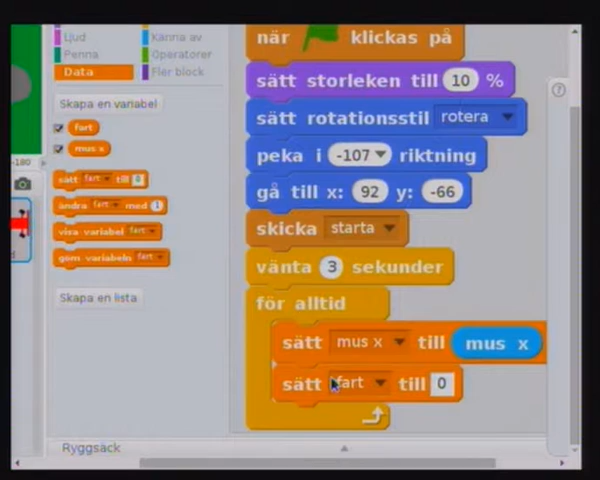 Ljud
Känna av
Penna
Operatorer
Data
Fler block
Skapa en variabel
fart
mus x
sätt fart till 0
ändra fart med 1
visa variabel fart
göm variabeln fart
Skapa en lista
-180
när klickas på
sätt storleken till 10 %
sätt rotationsstil rotera
peka i -107 riktning
gå till x: 92 y: -66
skicka starta
vänta 3 sekunder
för alltid
sätt mus x till mus x
sätt fart till 0
Ryggsäck
?